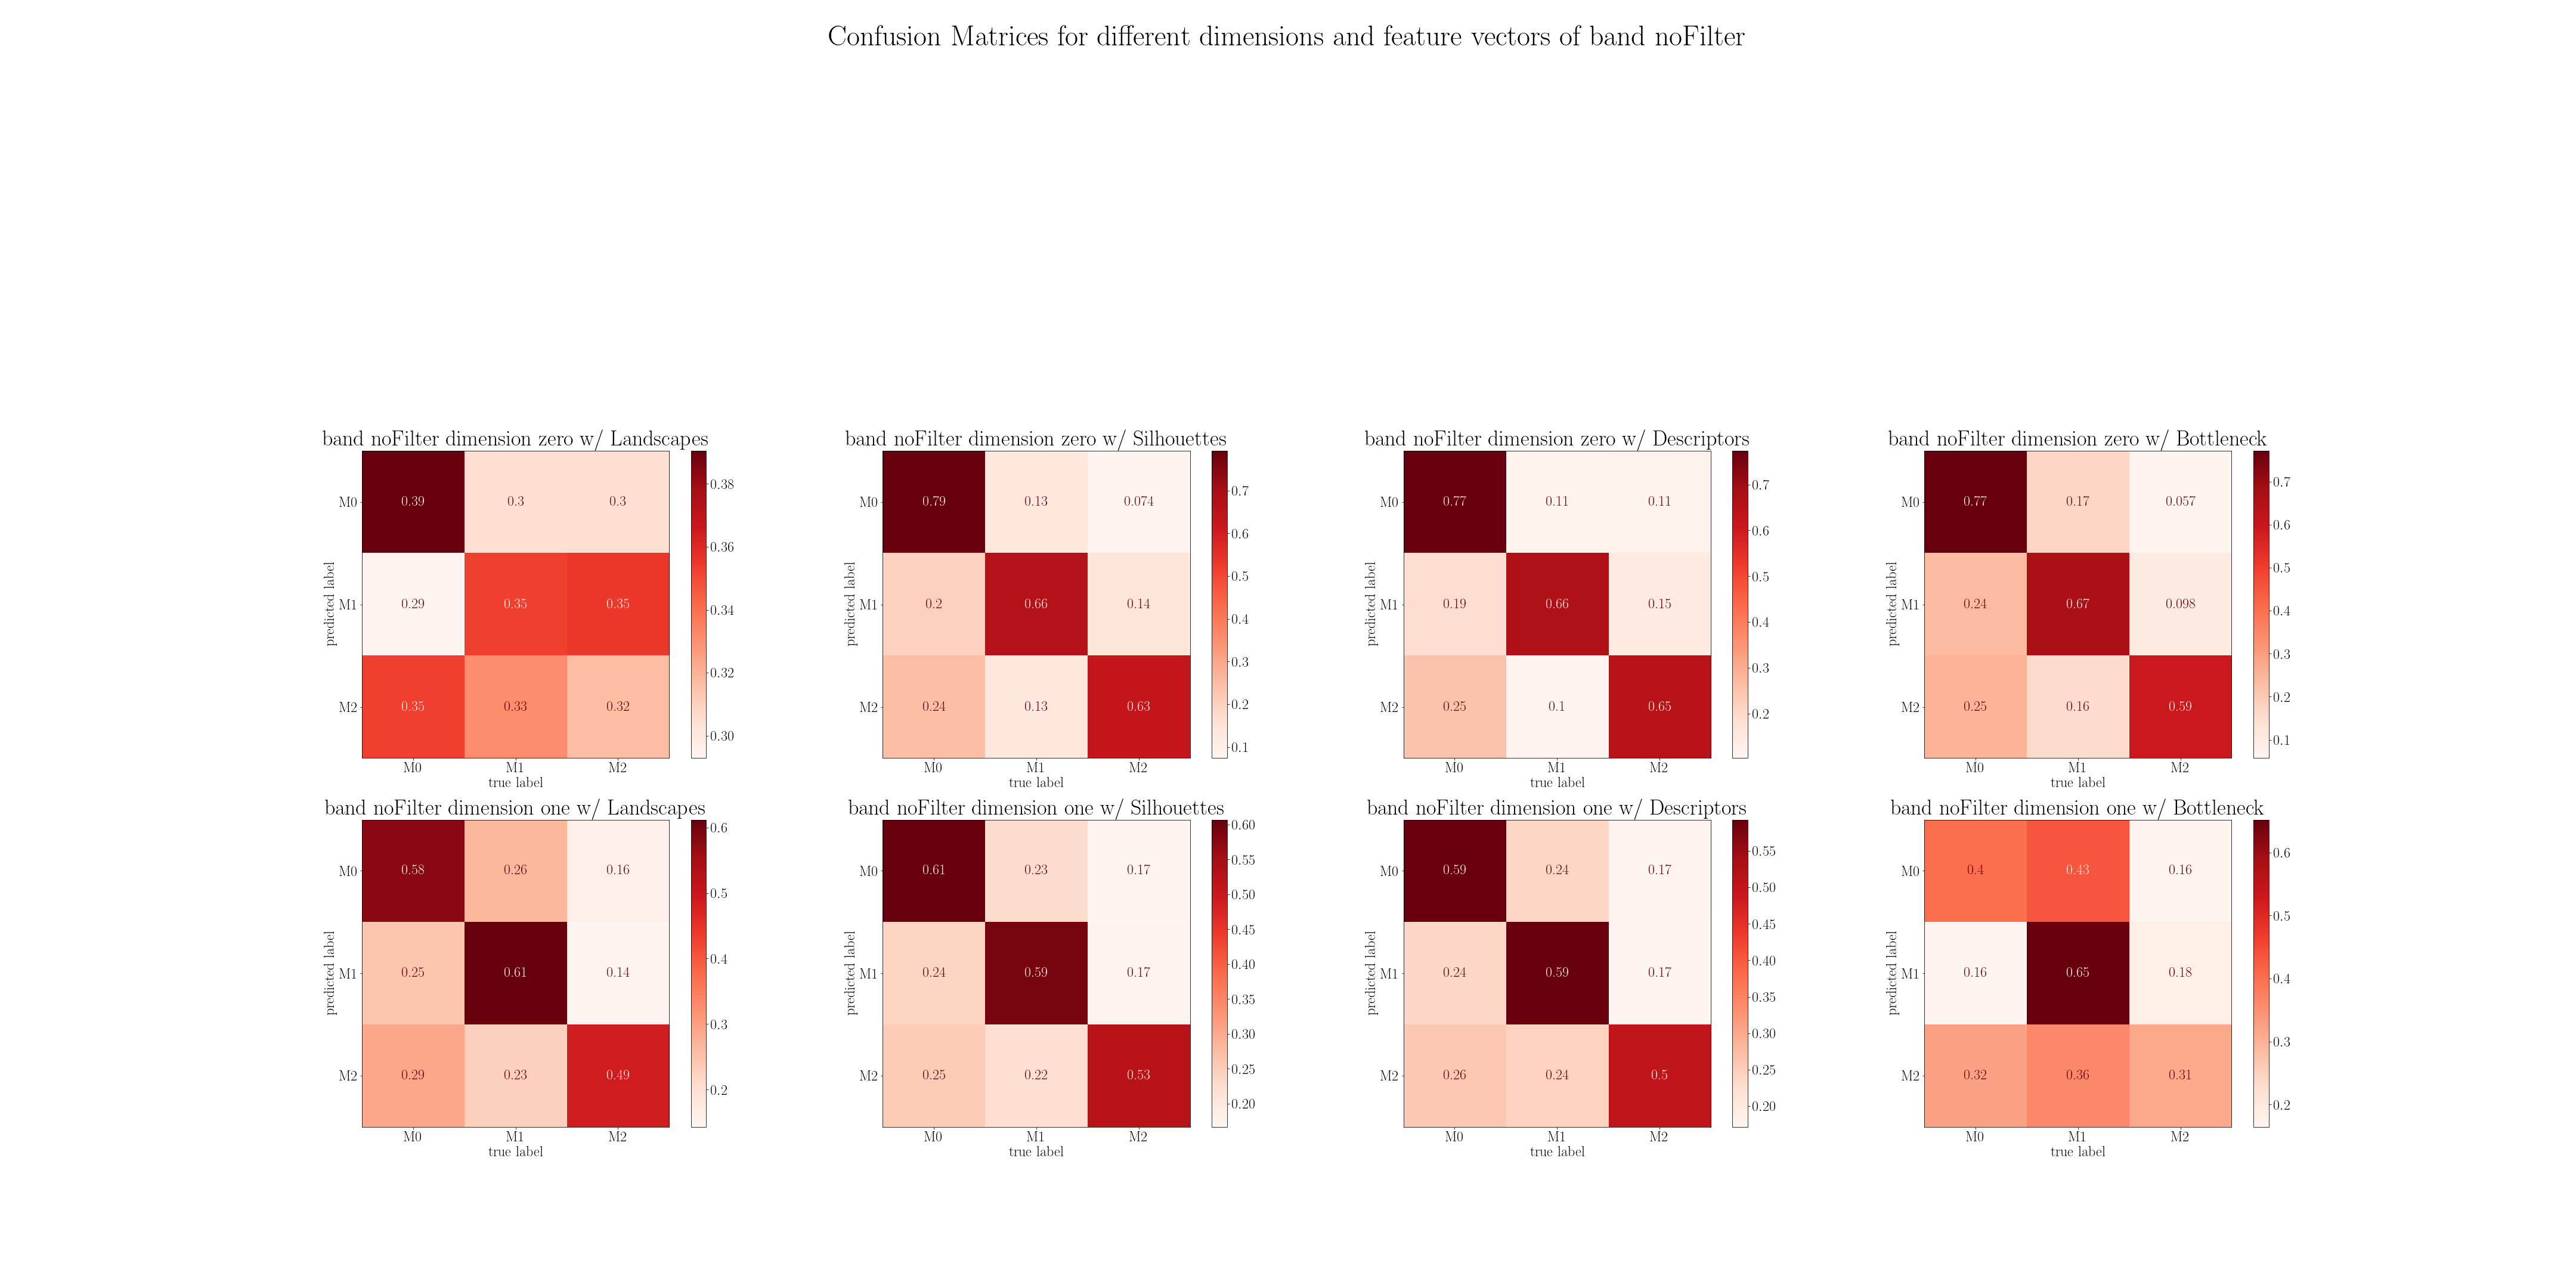 Confusion Matrices for different dimensions and feature vectors of band noFilter
band noFilter dimension zero w/ Landscapes
predicted label
M0 0.39 0.3 0.3
M1 0.29 0.35 0.35
M2 0.35 0.33 0.32
M0 M1 M2
true label
0.38
0.36
0.34
0.32
0.30
band noFilter dimension zero w/ Silhouettes
predicted label
M0 0.79 0.13 0.074
M1 0.2 0.66 0.14
M2 0.24 0.13 0.63
M0 M1 M2
true label
0.7
0.6
0.5
0.4
0.3
0.2
0.1
band noFilter dimension zero w/ Descriptors
predicted label
M0 0.77 0.11 0.11
M1 0.19 0.66 0.15
M2 0.25 0.1 0.65
M0 M1 M2
true label
0.7
0.6
0.5
0.4
0.3
0.2
band noFilter dimension zero w/ Bottleneck
predicted label
M0 0.77 0.17 0.057
M1 0.24 0.67 0.098
M2 0.25 0.16 0.59
M0 M1 M2
true label
0.7
0.6
0.5
0.4
0.3
0.2
0.1
band noFilter dimension one w/ Landscapes
predicted label
M0 0.58 0.26 0.16
M1 0.25 0.61 0.14
M2 0.29 0.23 0.49
M0 M1 M2
true label
0.6
0.5
0.4
0.3
0.2
band noFilter dimension one w/ Silhouettes
predicted label
M0 0.61 0.23 0.17
M1 0.24 0.59 0.17
M2 0.25 0.22 0.53
M0 M1 M2
true label
0.60
0.55
0.50
0.45
0.40
0.35
0.30
0.25
0.20
band noFilter dimension one w/ Descriptors
predicted label
M0 0.59 0.24 0.17
M1 0.24 0.59 0.17
M2 0.26 0.24 0.5
M0 M1 M2
true label
0.55
0.50
0.45
0.40
0.35
0.30
0.25
0.20
band noFilter dimension one w/ Bottleneck
predicted label
M0 0.4 0.43 0.16
M1 0.16 0.65 0.18
M2 0.32 0.36 0.31
M0 M1 M2
true label
0.6
0.5
0.4
0.3
0.2